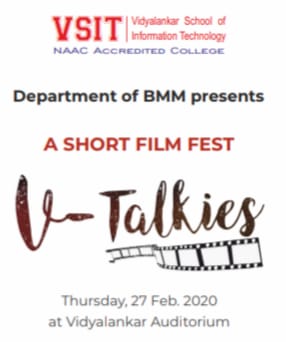 VSIT
Vidyalankar School of
Information Technology
NAAC ACCREDITED COLLEGE
Department of BMM presents
A SHORT FILM FEST
V-Talkies
Thursday, 27 Feb. 2020
at Vidyalankar Auditorium